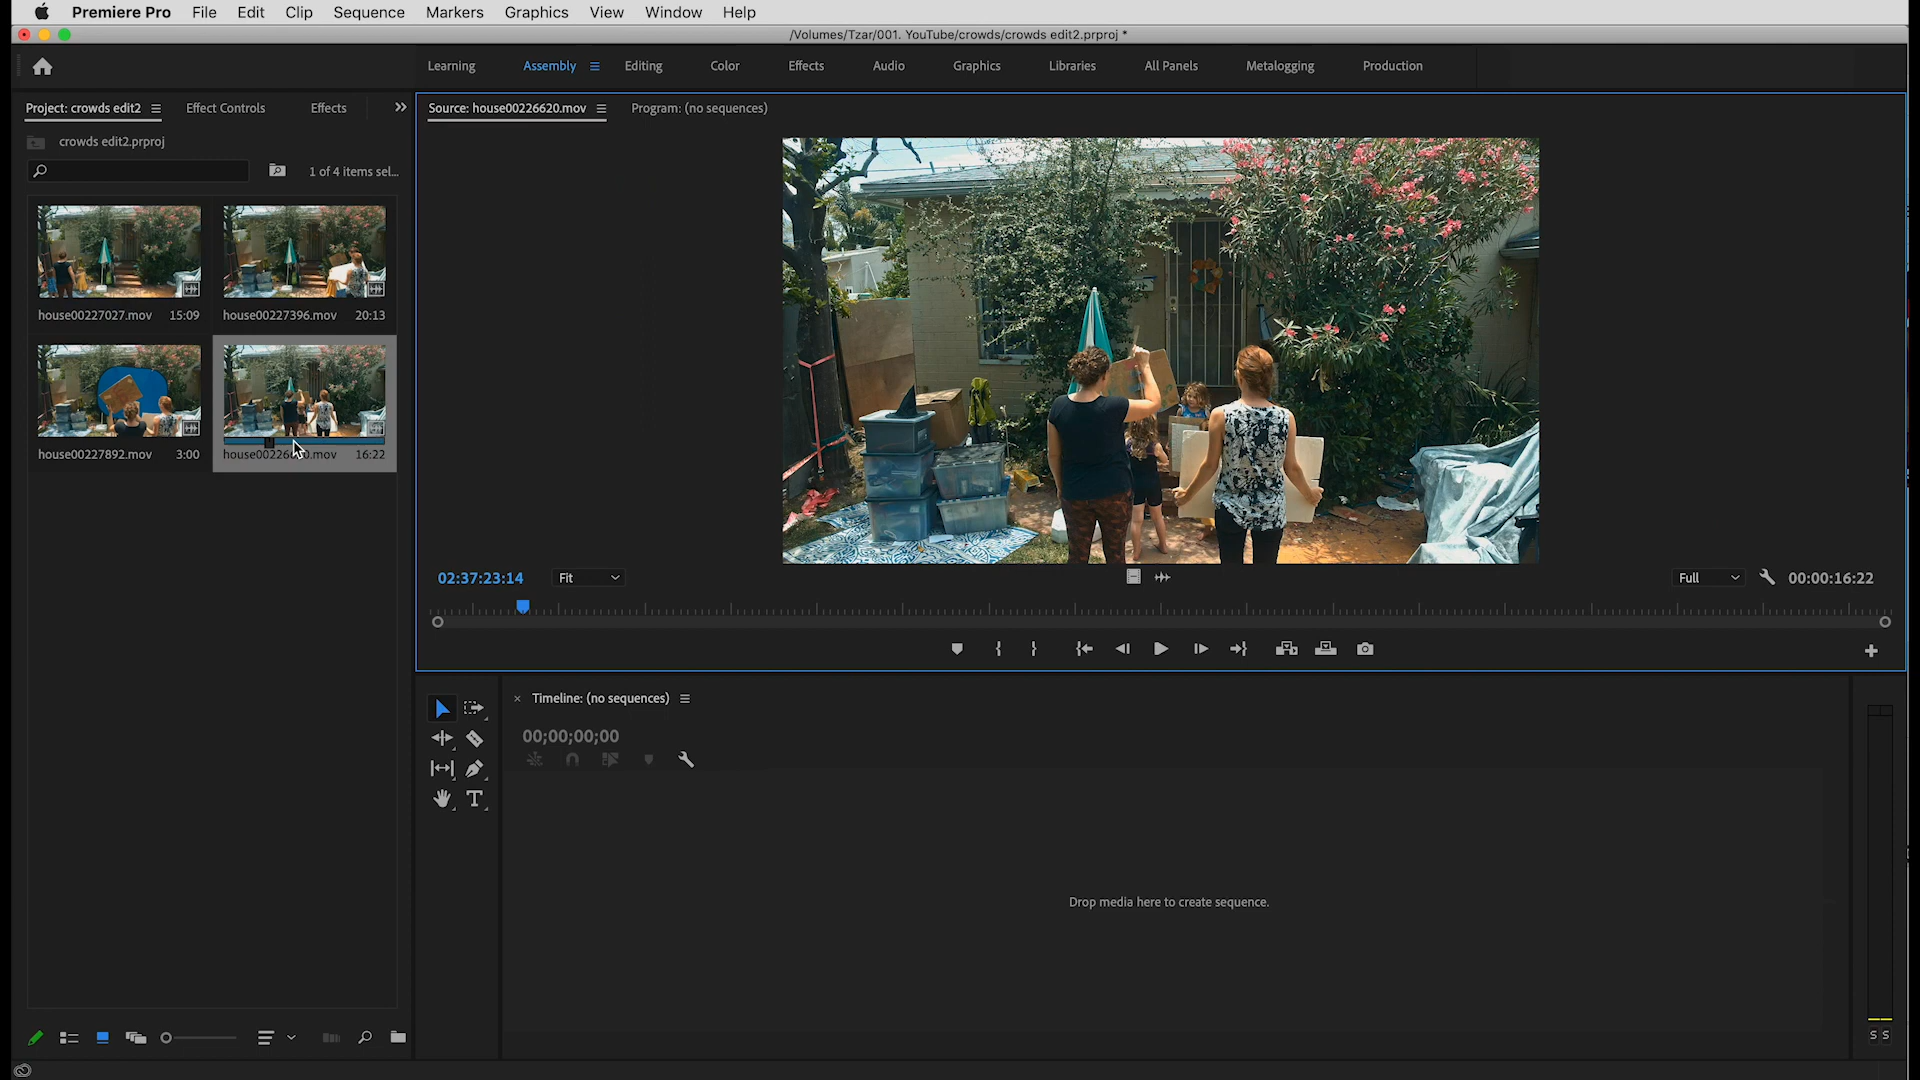 Premiere Pro File Edit Clip Sequence Markers Graphics View Window Help
/Volumes/Tzar/001. YouTube/crowds/crowds edit2.prproj *
Learning Assembly Editing Color Effects Audio Graphics Libraries All Panels Metalogging Production
Project: crowds edit2 Effect Controls Effects
Source: house00226620.mov Program: (no sequences)
crowds edit2.prproj
1 of 4 items sel...
house00227027.mov 15:09
house00227396.mov 20:13
house00227892.mov 3:00
16:22
02:37:23:14 Fit Full 00:00:16:22
Timeline: (no sequences)
00;00;00;00
Drop media here to create sequence.
S S